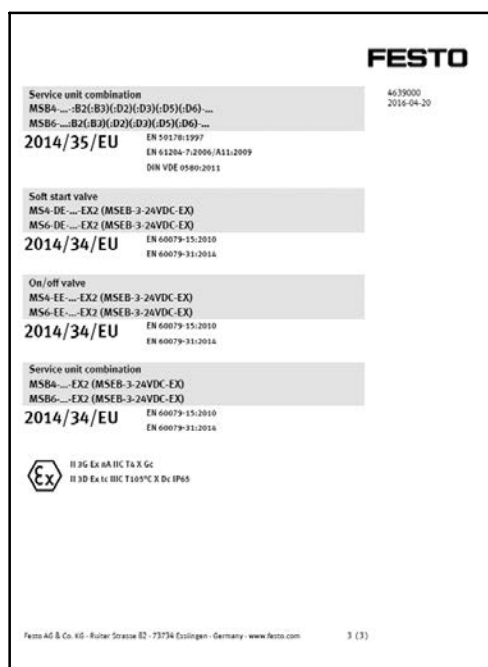 FESTO
4639000
2016-04-20
Service unit combination
MSB4-...-:B2(:B3)(:D2)(:D3)(:D5)(:D6)-...
MSB6-...-:B2(:B3)(:D2)(:D3)(:D5)(:D6)-...
2014/35/EU
EN 50178:1997
EN 61204-7:2006/A11:2009
DIN VDE 0580:2011
Soft start valve
MS4-DE-...-EX2 (MSEB-3-24VDC-EX)
MS6-DE-...-EX2 (MSEB-3-24VDC-EX)
2014/34/EU
EN 60079-15:2010
EN 60079-31:2014
On/off valve
MS4-EE-...-EX2 (MSEB-3-24VDC-EX)
MS6-EE-...-EX2 (MSEB-3-24VDC-EX)
2014/34/EU
EN 60079-15:2010
EN 60079-31:2014
Service unit combination
MSB4-...-EX2 (MSEB-3-24VDC-EX)
MSB6-...-EX2 (MSEB-3-24VDC-EX)
2014/34/EU
EN 60079-15:2010
EN 60079-31:2014
Ex
II 3G Ex nA IIC T4 X Gc
II 3D Ex tc IIIC T105°C X Dc IP65
Festo AG & Co. KG - Ruiter Strasse 82 - 73734 Esslingen - Germany - www.festo.com 3 (3)